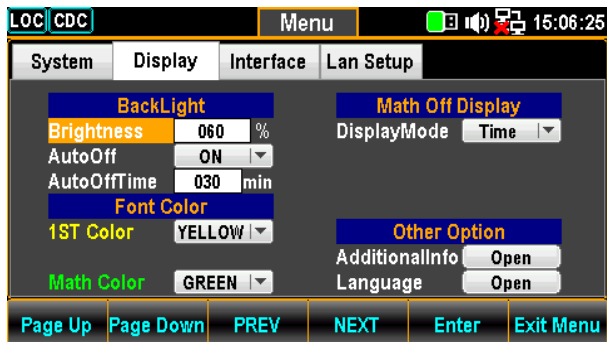 LOC CDC Menu 15:06:25
System Display Interface Lan Setup
BackLight
Brightness 060 %
AutoOff ON
AutoOffTime 030 min
Font Color
1ST Color YELLOW
Math Color GREEN
Math Off Display
DisplayMode Time
Other Option
AdditionalInfo Open
Language Open
Page Up Page Down PREV NEXT Enter Exit Menu